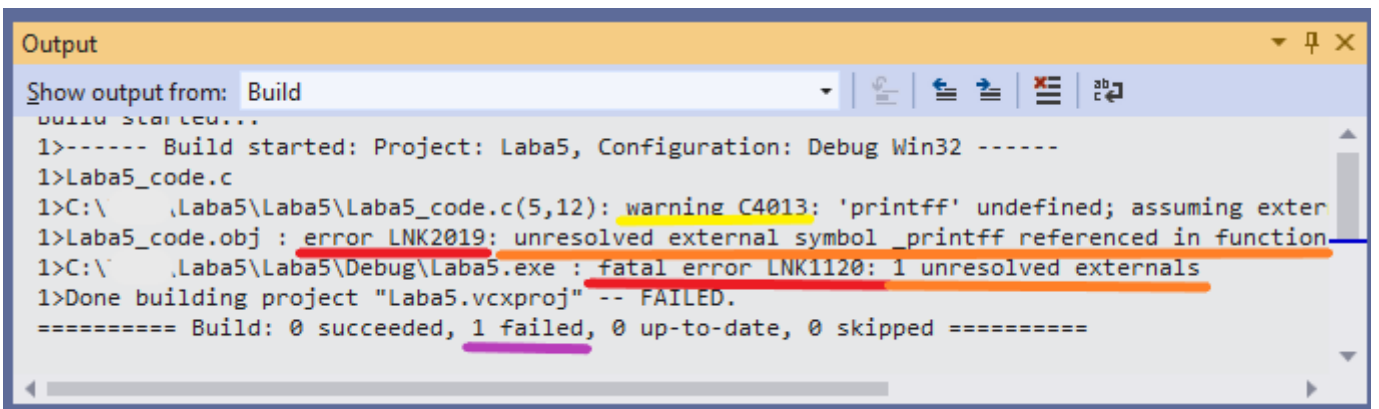 Output
Show output from: Build
Build started...
1>------ Build started: Project: Laba5, Configuration: Debug Win32 ------
1>Laba5_code.c
1>C:\ Laba5\Laba5\Laba5_code.c(5,12): warning C4013: 'printff' undefined; assuming exter
1>Laba5_code.obj : error LNK2019: unresolved external symbol _printff referenced in function
1>C:\ Laba5\Laba5\Debug\Laba5.exe : fatal error LNK1120: 1 unresolved externals
1>Done building project "Laba5.vcxproj" -- FAILED.
========== Build: 0 succeeded, 1 failed, 0 up-to-date, 0 skipped ==========